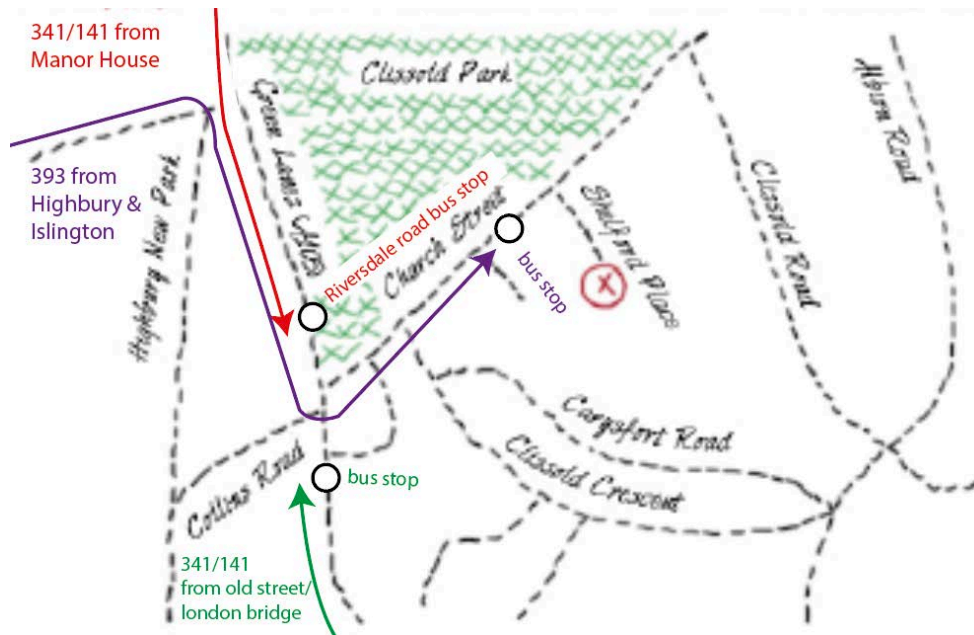 341/141 from
Manor House
Clissold Park
Albion Road
Green Lanes
393 from
Highbury &
Islington
Highbury New Park
Riversdale road bus stop
Church Street
bus stop
Shelford Place
X
Clissold Road
Carysfort Road
Clissold Crescent
Collins Road
bus stop
341/141
from old street/
london bridge